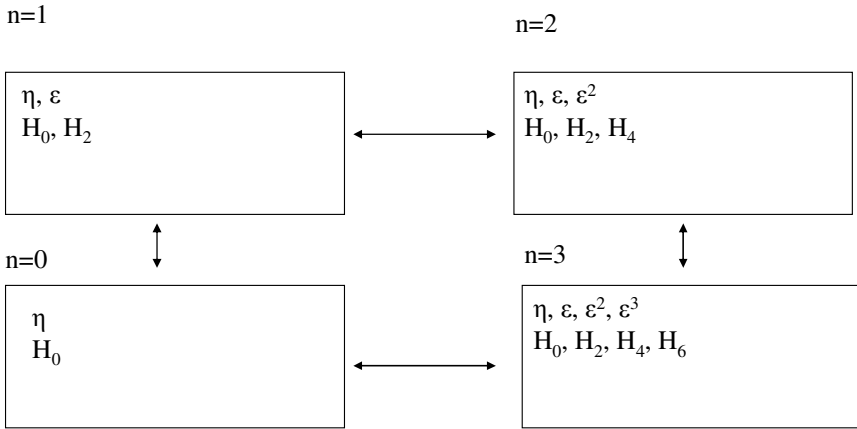 n=1
η, ε
H₀, H₂
n=2
η, ε, ε²
H₀, H₂, H₄
n=0
η
H₀
n=3
η, ε, ε², ε³
H₀, H₂, H₄, H₆